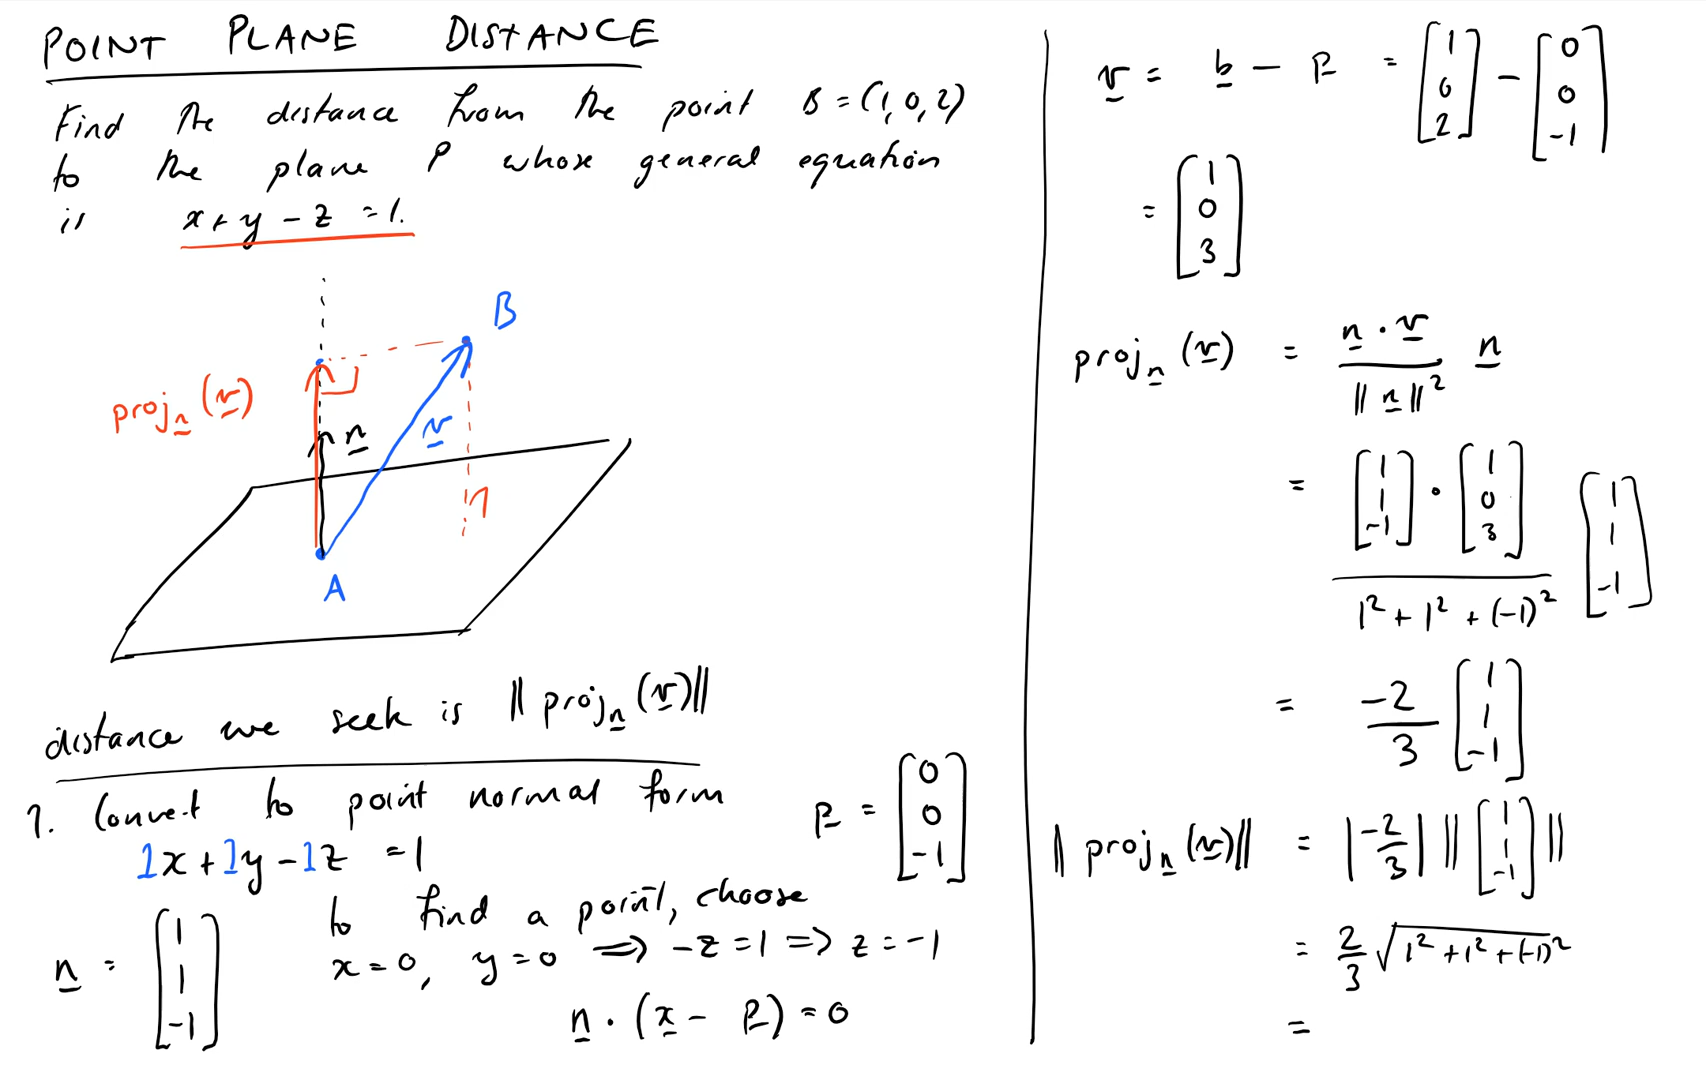 POINT PLANE DISTANCE
Find the distance from the point B = (1, 0, 2)
to the plane P whose general equation
is x + y - z = 1.
B
proj_n (v)
n
v
A
distance we seek is || proj_n (v) ||
1. Convert to point normal form
1x + 1y - 1z = 1
n = [1 1 -1]
to find a point, choose
x = 0, y = 0 => -z = 1 => z = -1
p = [0 0 -1]
n · (x - p) = 0
v = b - p = [1 0 2] - [0 0 -1]
= [1 0 3]
proj_n (v) = n · v / || n ||² n
= [1 1 -1] · [1 0 3] / 1² + 1² + (-1)² [1 1 -1]
= -2/3 [1 1 -1]
|| proj_n (v) || = |-2/3| || [1 1 -1] ||
= 2/3 √1² + 1² + (-1)²
=